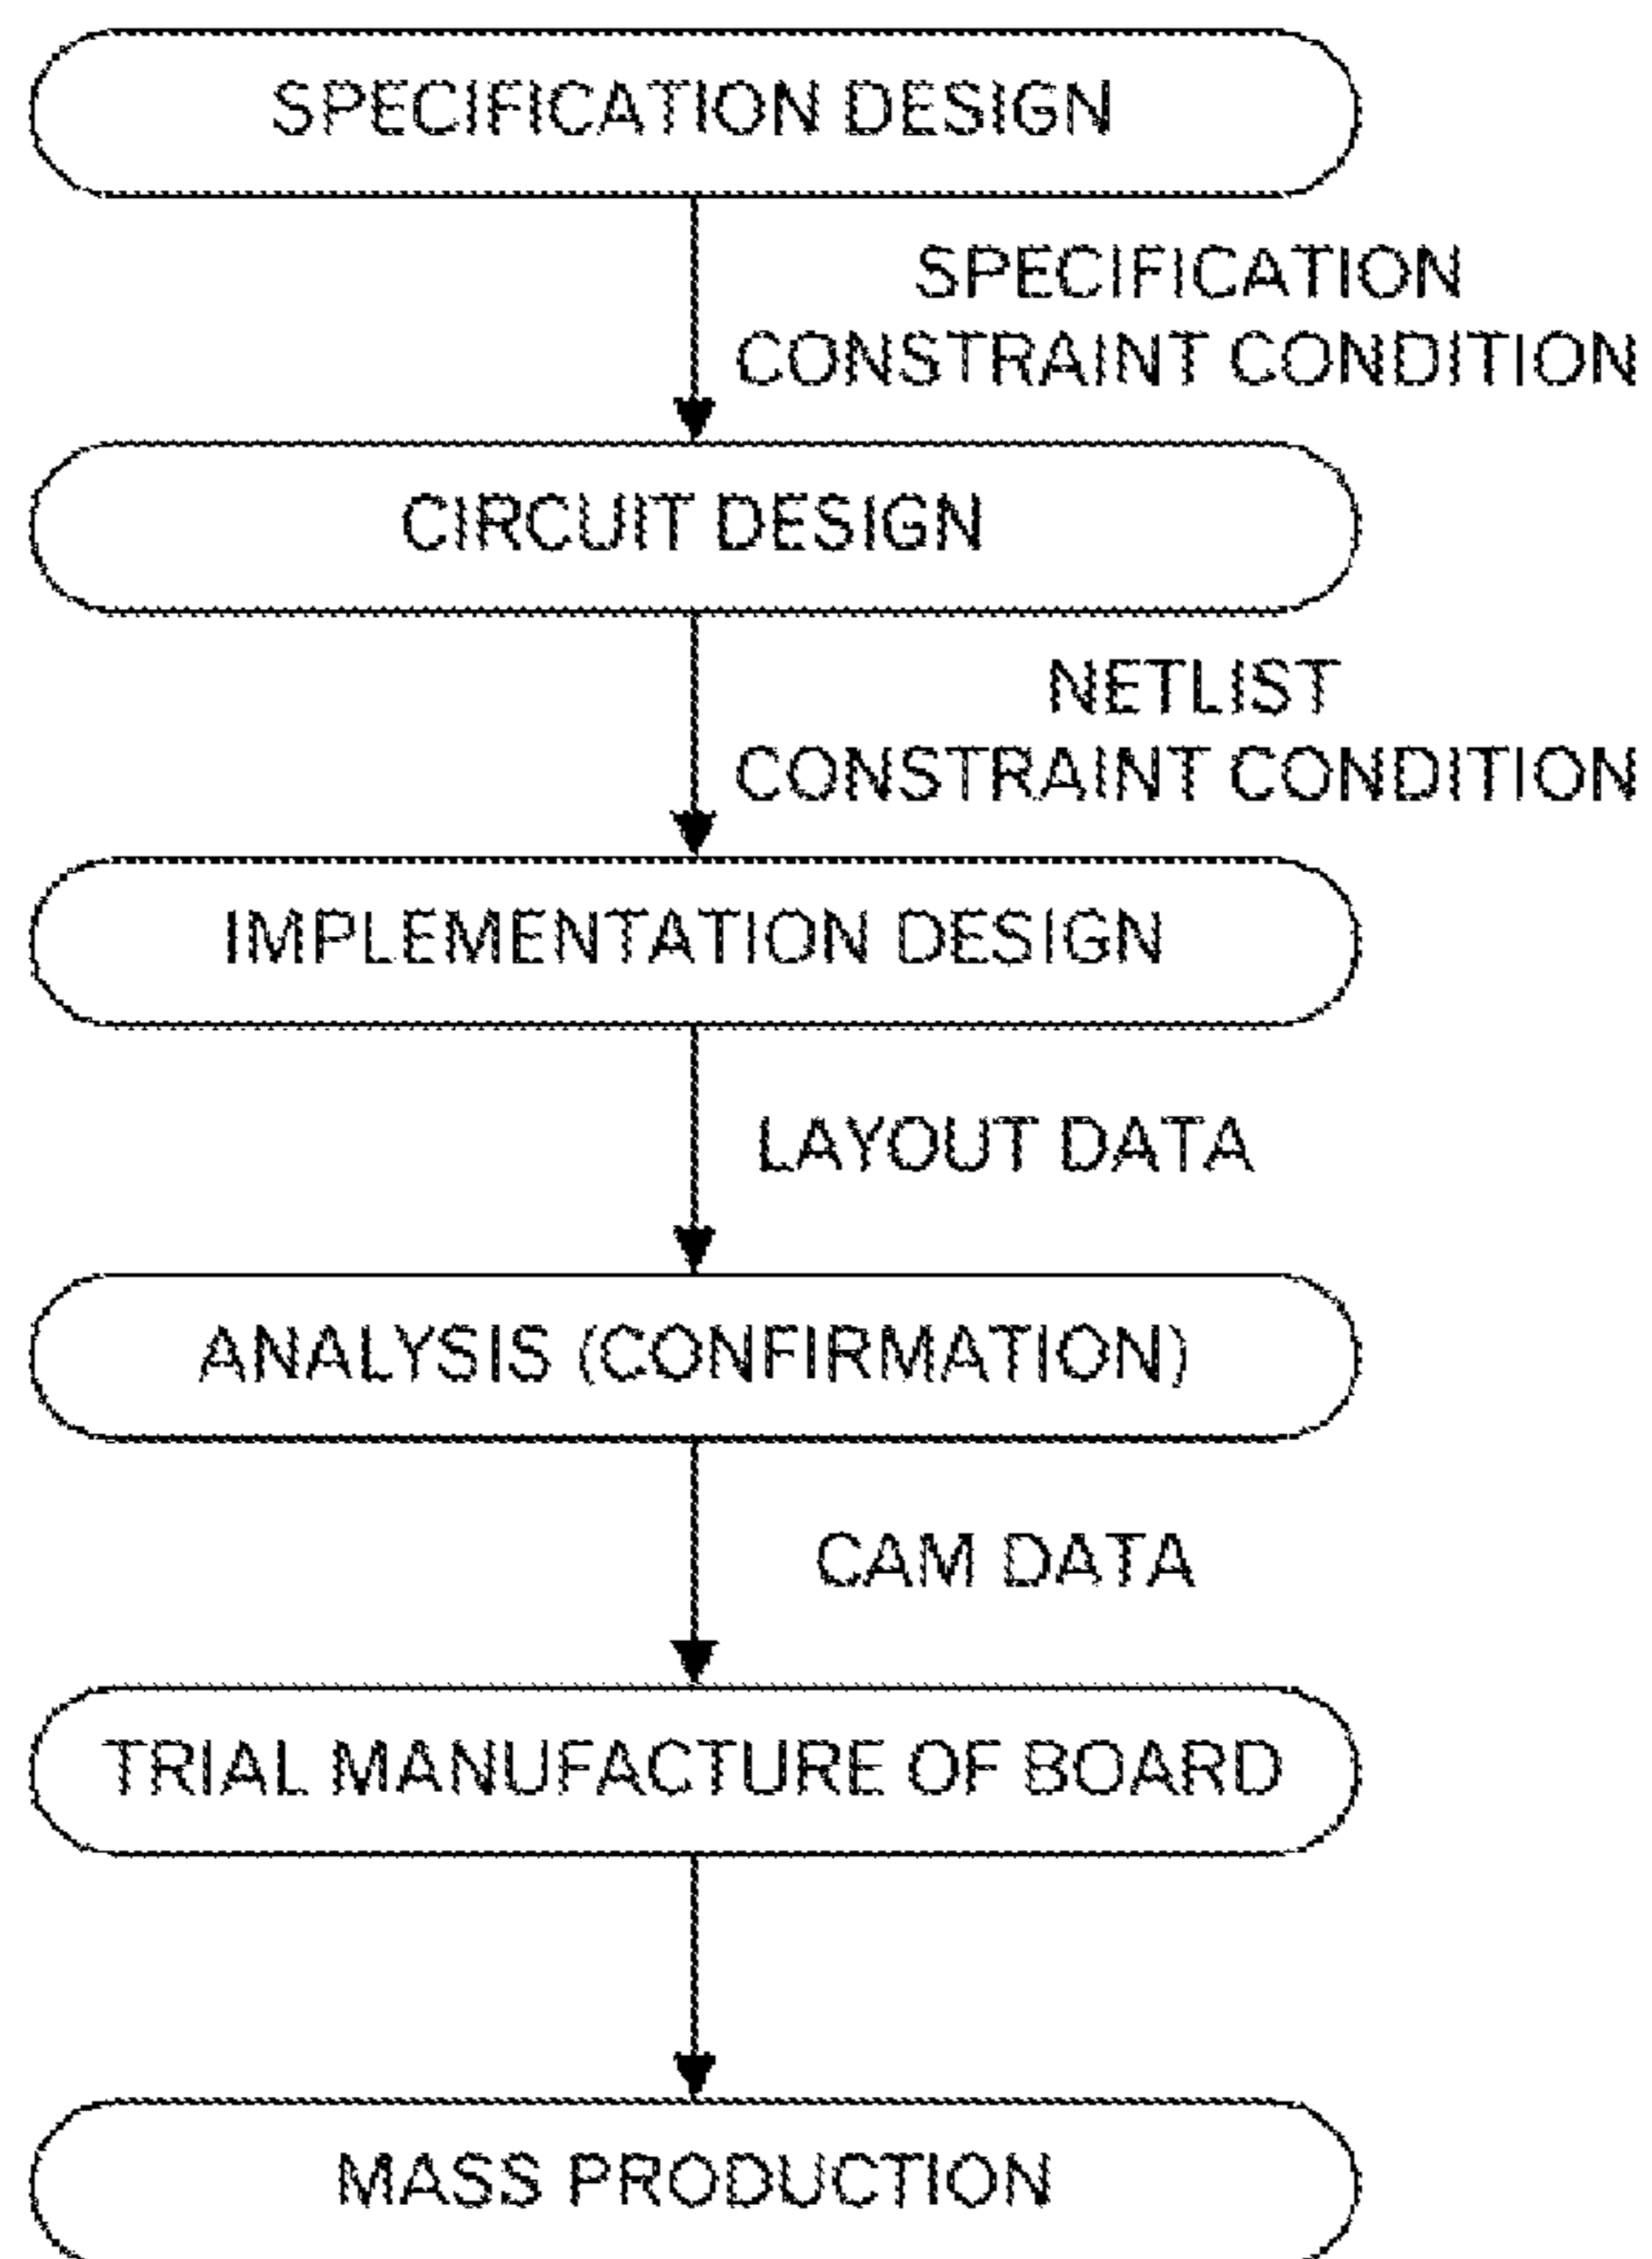 SPECIFICATION DESIGN
SPECIFICATION
CONSTRAINT CONDITION
CIRCUIT DESIGN
NETLIST
CONSTRAINT CONDITION
IMPLEMENTATION DESIGN
LAYOUT DATA
ANALYSIS (CONFIRMATION)
CAM DATA
TRIAL MANUFACTURE OF BOARD
MASS PRODUCTION